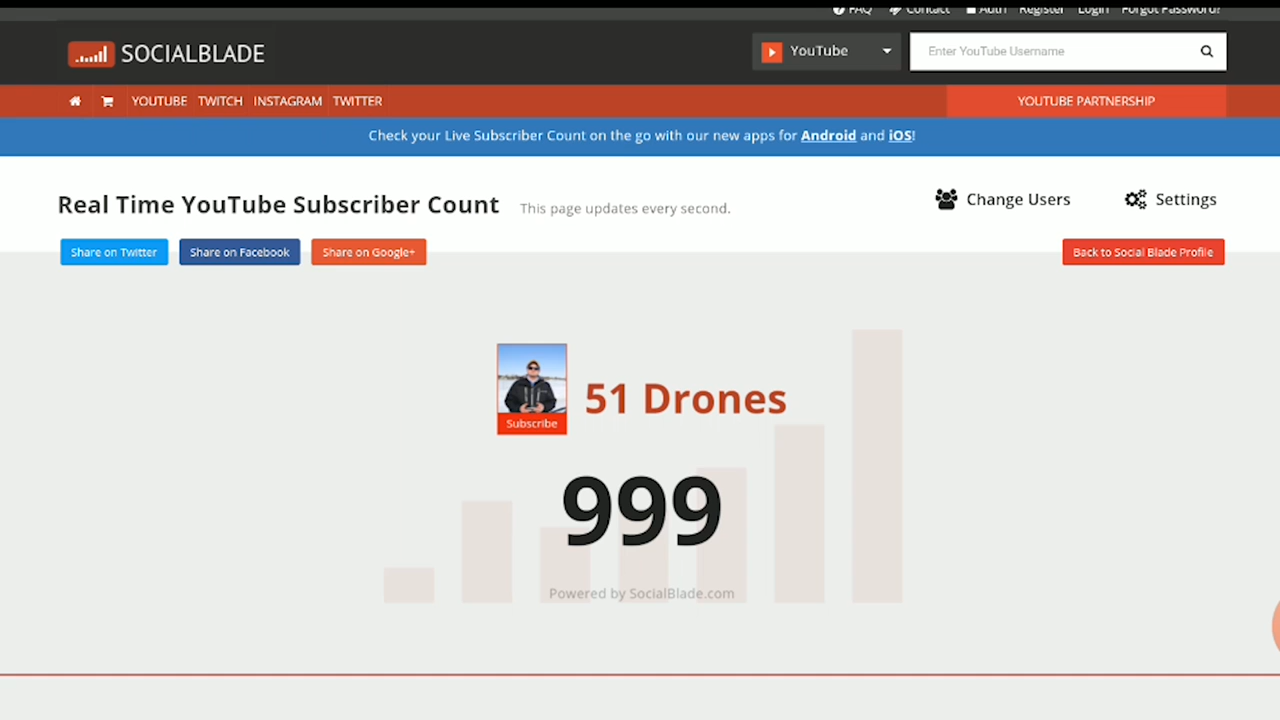 FAQ Contact Auth Register Login Forgot Password?
SOCIALBLADE
YouTube
Enter YouTube Username
YOUTUBE TWITCH INSTAGRAM TWITTER
YOUTUBE PARTNERSHIP
Check your Live Subscriber Count on the go with our new apps for Android and iOS!
Real Time YouTube Subscriber Count
This page updates every second.
Change Users
Settings
Share on Twitter
Share on Facebook
Share on Google+
Back to Social Blade Profile
51 Drones
Subscribe
999
Powered by SocialBlade.com